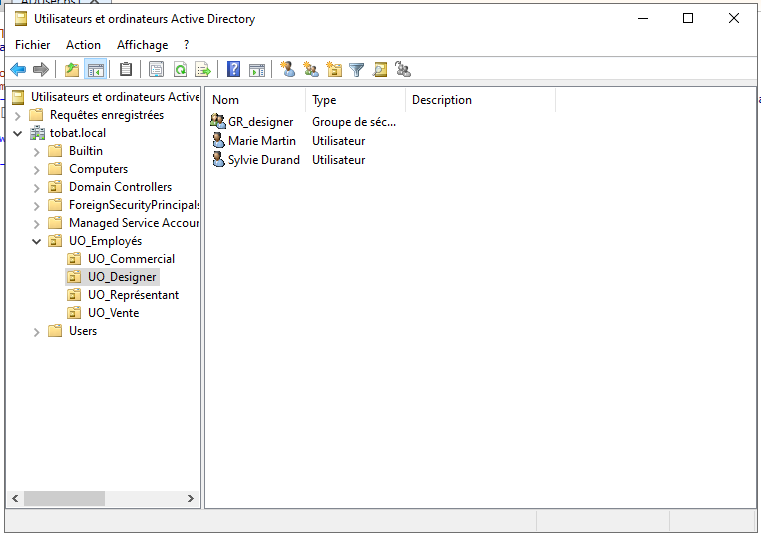 Utilisateurs et ordinateurs Active Directory
Fichier Action Affichage ?
Utilisateurs et ordinateurs Active
Requêtes enregistrées
tobat.local
Builtin
Computers
Domain Controllers
ForeignSecurityPrincipals
Managed Service Accour
UO_Employés
UO_Commercial
UO_Designer
UO_Représentant
UO_Vente
Users
Nom Type Description
GR_designer Groupe de séc...
Marie Martin Utilisateur
Sylvie Durand Utilisateur